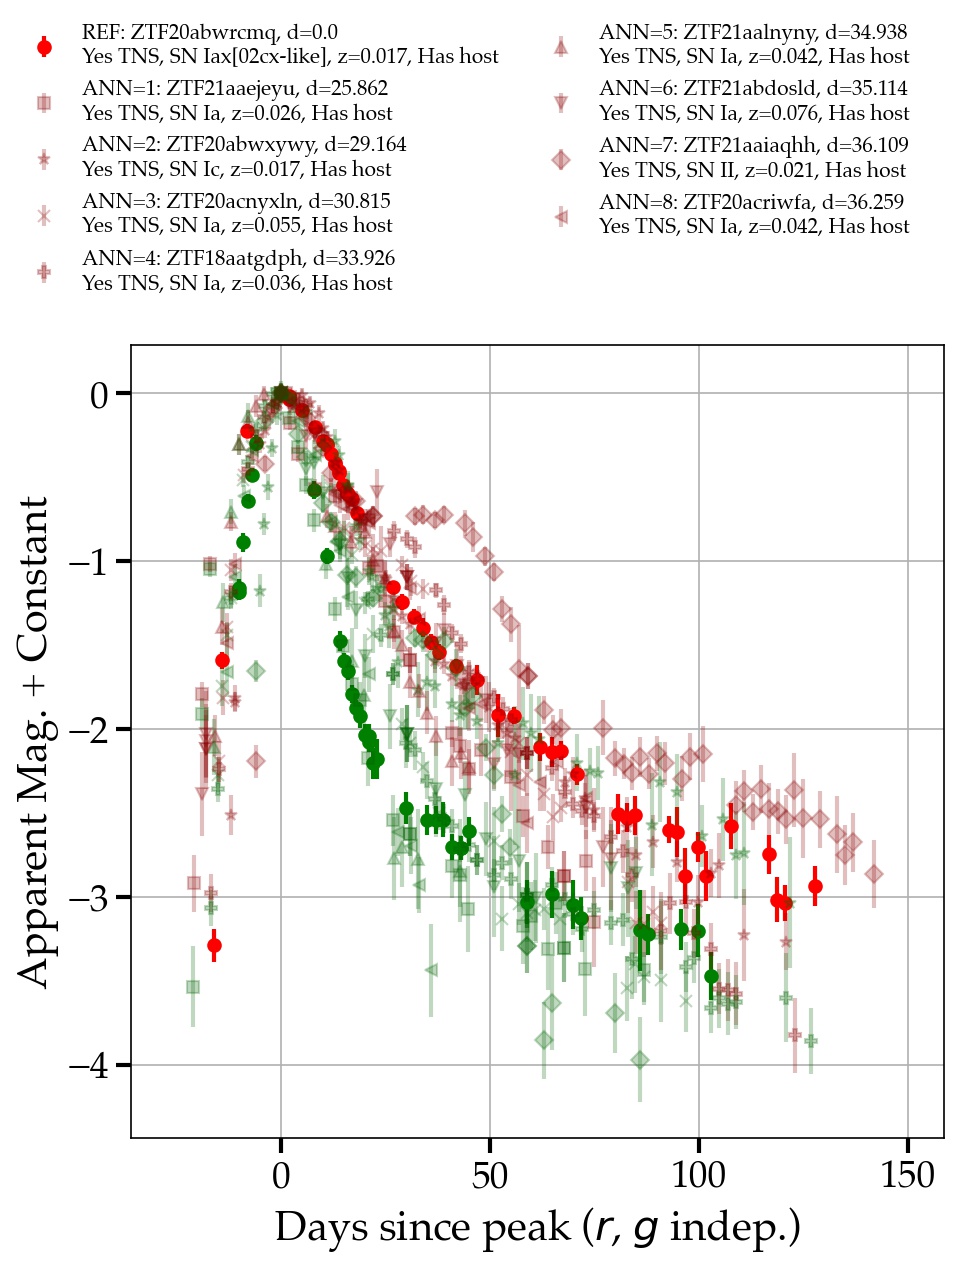 REF: ZTF20abwrcmq, d=0.0
Yes TNS, SN Iax[02cx-like], z=0.017, Has host
ANN=1: ZTF21aaejeyu, d=25.862
Yes TNS, SN Ia, z=0.026, Has host
ANN=2: ZTF20abwxywy, d=29.164
Yes TNS, SN Ic, z=0.017, Has host
ANN=3: ZTF20acnyxln, d=30.815
Yes TNS, SN Ia, z=0.055, Has host
ANN=4: ZTF18aatgdph, d=33.926
Yes TNS, SN Ia, z=0.036, Has host
ANN=5: ZTF21aalnyny, d=34.938
Yes TNS, SN Ia, z=0.042, Has host
ANN=6: ZTF21abdosld, d=35.114
Yes TNS, SN Ia, z=0.076, Has host
ANN=7: ZTF21aaiaqhh, d=36.109
Yes TNS, SN II, z=0.021, Has host
ANN=8: ZTF20acriwfa, d=36.259
Yes TNS, SN Ia, z=0.042, Has host
Apparent Mag. + Constant
0
−1
−2
−3
−4
0
50
100
150
Days since peak (r, g indep.)